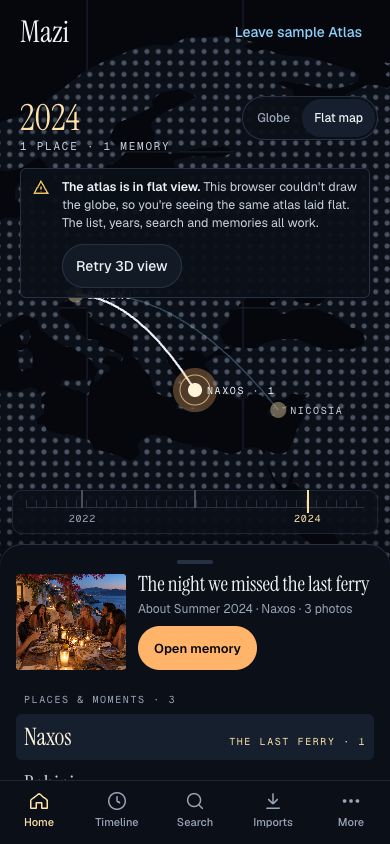 Mazi
Leave sample Atlas
2024
1 PLACE · 1 MEMORY
Globe
Flat map
The atlas is in flat view. This browser couldn't draw
the globe, so you're seeing the same atlas laid flat.
The list, years, search and memories all work.
Retry 3D view
NAXOS · 1
NICOSIA
2022
2024
The night we missed the last ferry
About Summer 2024 · Naxos · 3 photos
Open memory
PLACES & MOMENTS · 3
Naxos
THE LAST FERRY · 1
Home
Timeline
Search
Imports
More